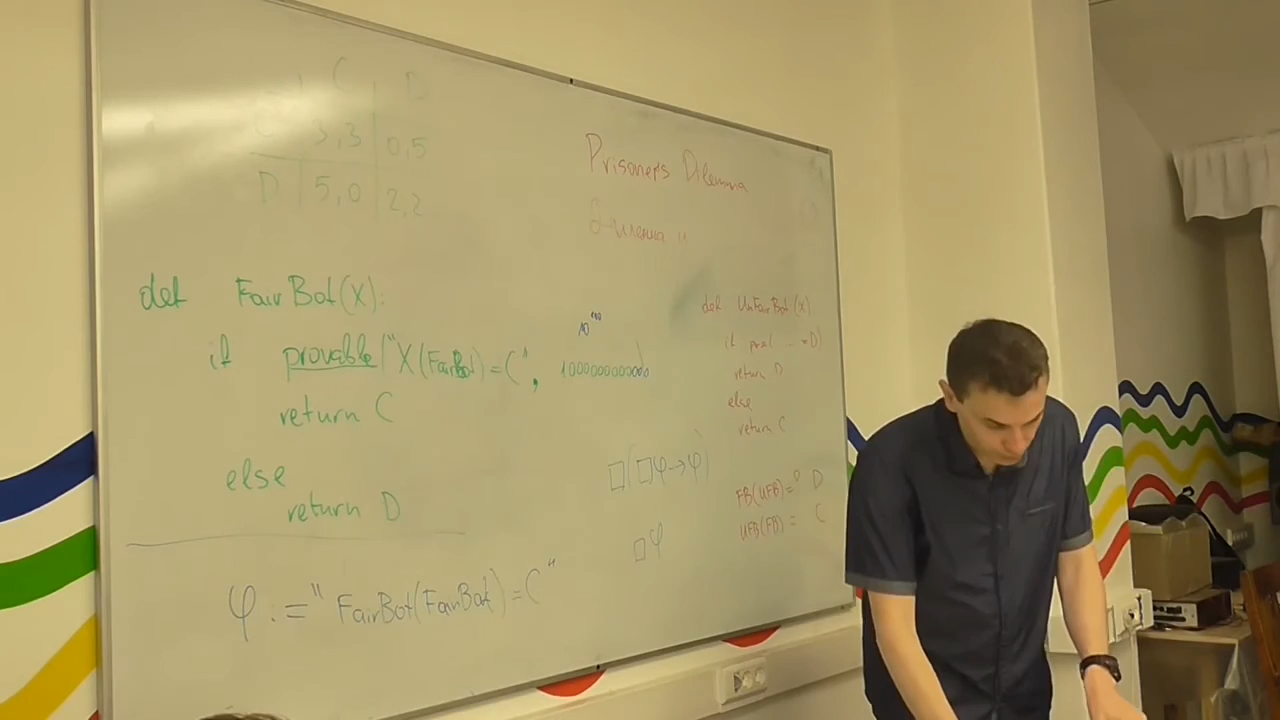 C D
C 3,3 0,5
D 5,0 2,2
Prisoner's Dilemma
def FairBot(X):
if provable("X(FairBot)=C",
10
1000000000000)
return C
else
return D
φ := "FairBot(FairBot)=C"
□(□φ→φ)
□φ
def UnFairBot(x)
return D
else
return C
FB(UFB)=? D
UFB(FB)= C